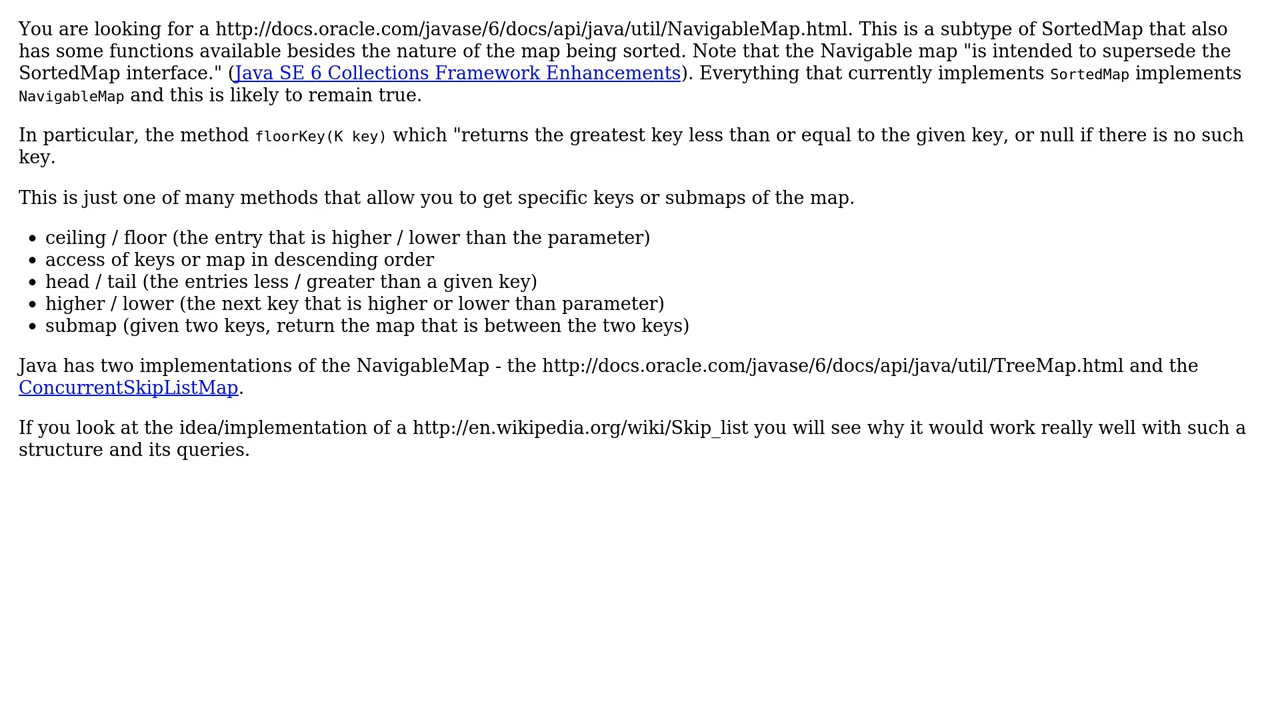 You are looking for a http://docs.oracle.com/javase/6/docs/api/java/util/NavigableMap.html. This is a subtype of SortedMap that also
has some functions available besides the nature of the map being sorted. Note that the Navigable map "is intended to supersede the
SortedMap interface." (Java SE 6 Collections Framework Enhancements). Everything that currently implements SortedMap implements
NavigableMap and this is likely to remain true.
In particular, the method floorKey(K key) which "returns the greatest key less than or equal to the given key, or null if there is no such
key.
This is just one of many methods that allow you to get specific keys or submaps of the map.
• ceiling / floor (the entry that is higher / lower than the parameter)
• access of keys or map in descending order
• head / tail (the entries less / greater than a given key)
• higher / lower (the next key that is higher or lower than parameter)
• submap (given two keys, return the map that is between the two keys)
Java has two implementations of the NavigableMap - the http://docs.oracle.com/javase/6/docs/api/java/util/TreeMap.html and the
ConcurrentSkipListMap.
If you look at the idea/implementation of a http://en.wikipedia.org/wiki/Skip_list you will see why it would work really well with such a
structure and its queries.